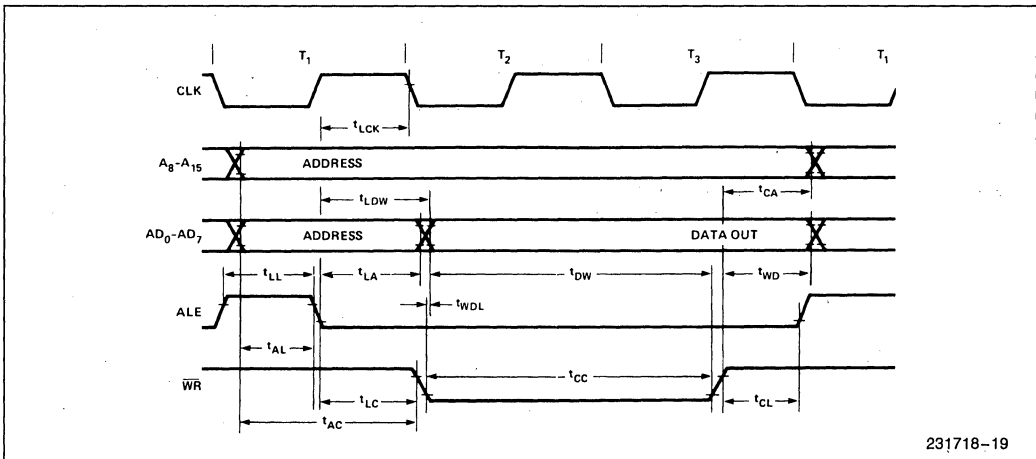 T1 T2 T3 T1
CLK
tLCK
A8-A15 ADDRESS
tCA
tLDW
AD0-AD7 ADDRESS DATA OUT
tLL tLA tDW tWD
tWDL
ALE
tAL
tCC
WR
tLC tCL
tAC
231718-19